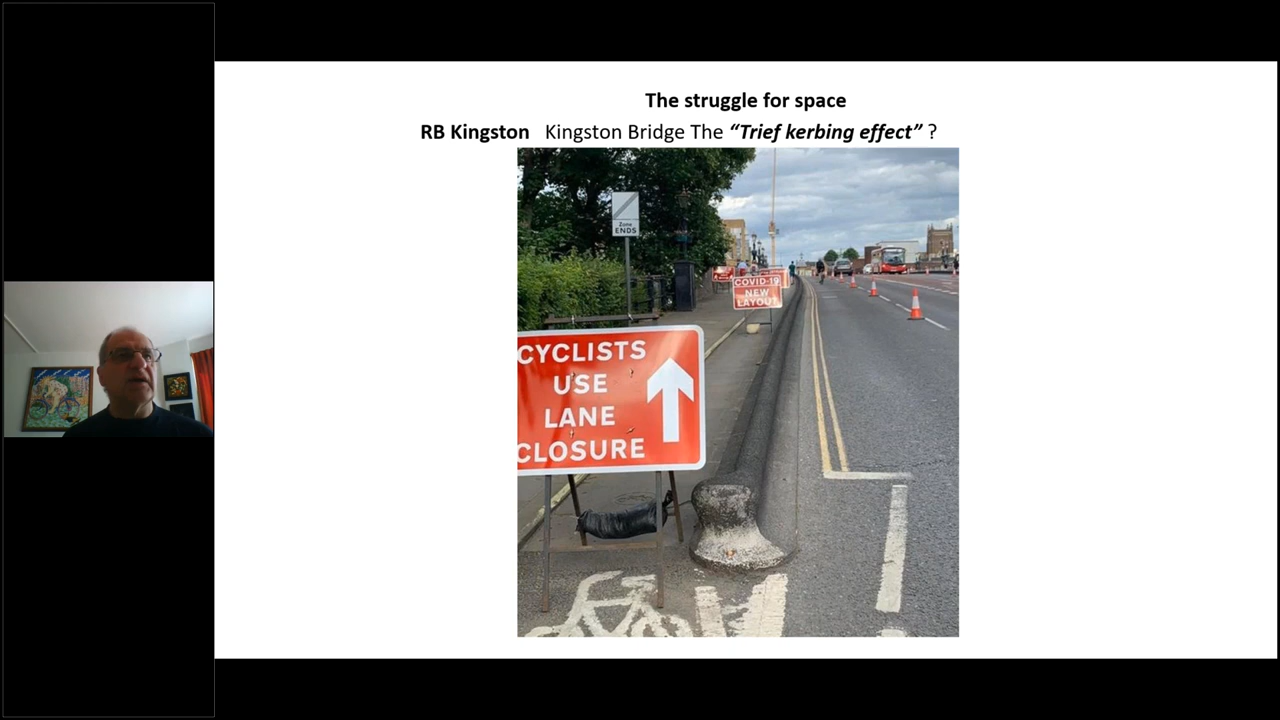 The struggle for space
RB Kingston Kingston Bridge The “Trief kerbing effect” ?
Zone
ENDS
COVID-19
NEW
LAYOUT
CYCLISTS
USE
LANE
CLOSURE